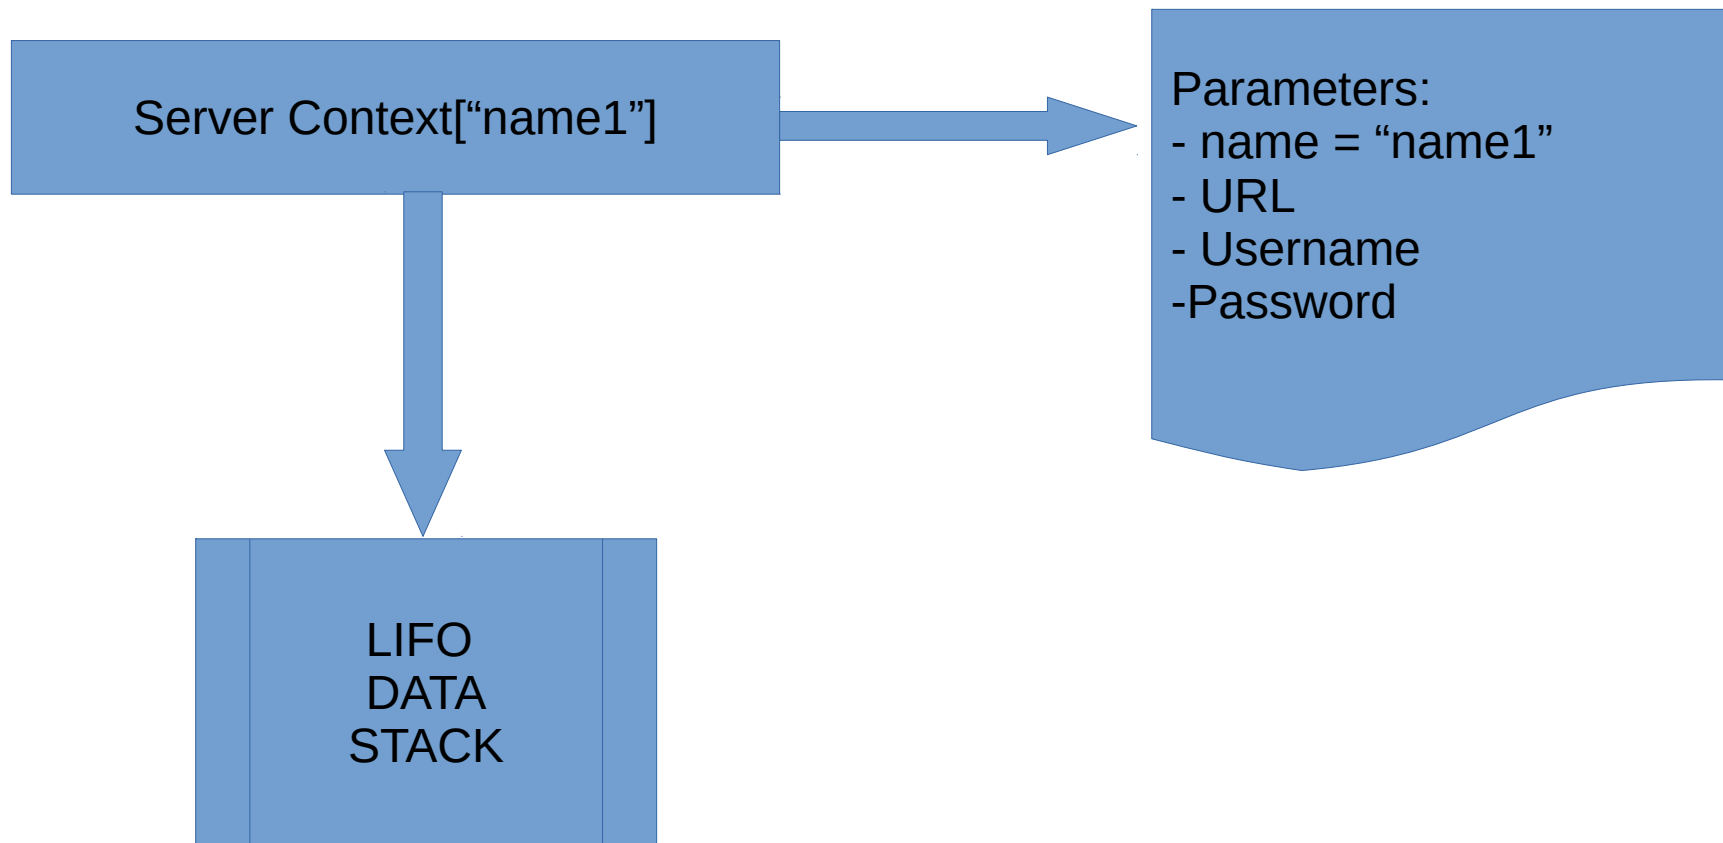 Server Context[“name1”]
Parameters:
- name = “name1”
- URL
- Username
-Password
LIFO
DATA
STACK